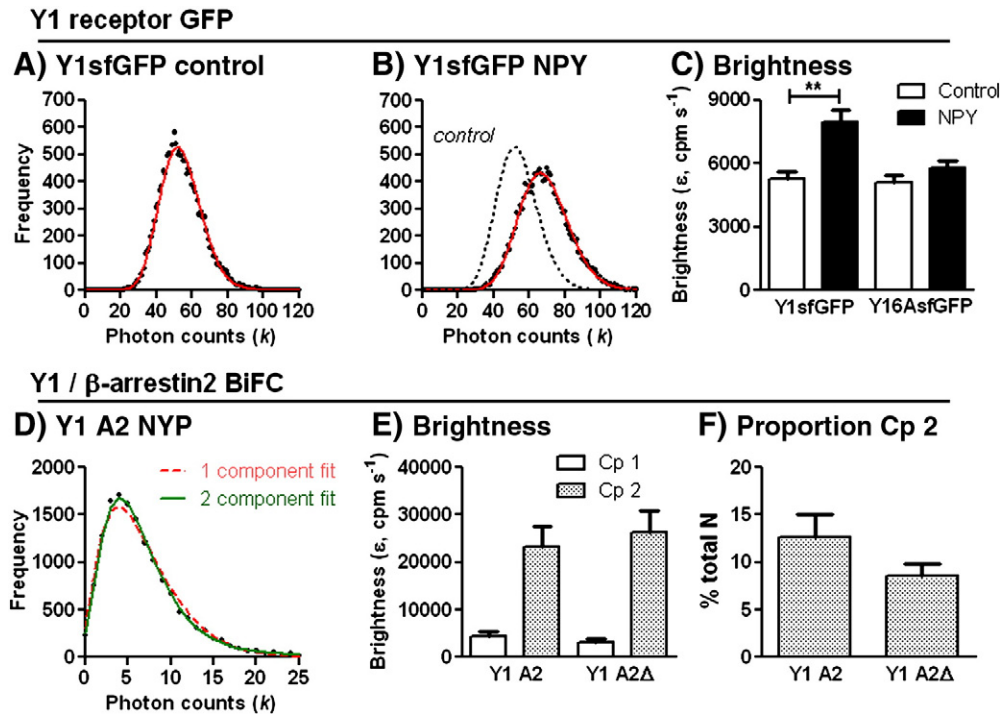 Y1 receptor GFP
A) Y1sfGFP control
B) Y1sfGFP NPY
C) Brightness
Frequency
700
600
500
400
300
200
100
0
0 20 40 60 80 100 120
Photon counts (k)
control
700
600
500
400
300
200
100
0
0 20 40 60 80 100 120
Photon counts (k)
Brightness (ε, cpm s⁻¹)
9000
6000
3000
0
**
Control
NPY
Y1sfGFP Y16AsfGFP
Y1 / β-arrestin2 BiFC
D) Y1 A2 NYP
E) Brightness
F) Proportion Cp 2
Frequency
2000
1500
1000
500
0
1 component fit
2 component fit
0 5 10 15 20 25
Photon counts (k)
Brightness (ε, cpm s⁻¹)
40000
30000
20000
10000
0
Cp 1
Cp 2
Y1 A2 Y1 A2Δ
% total N
20
15
10
5
0
Y1 A2 Y1 A2Δ